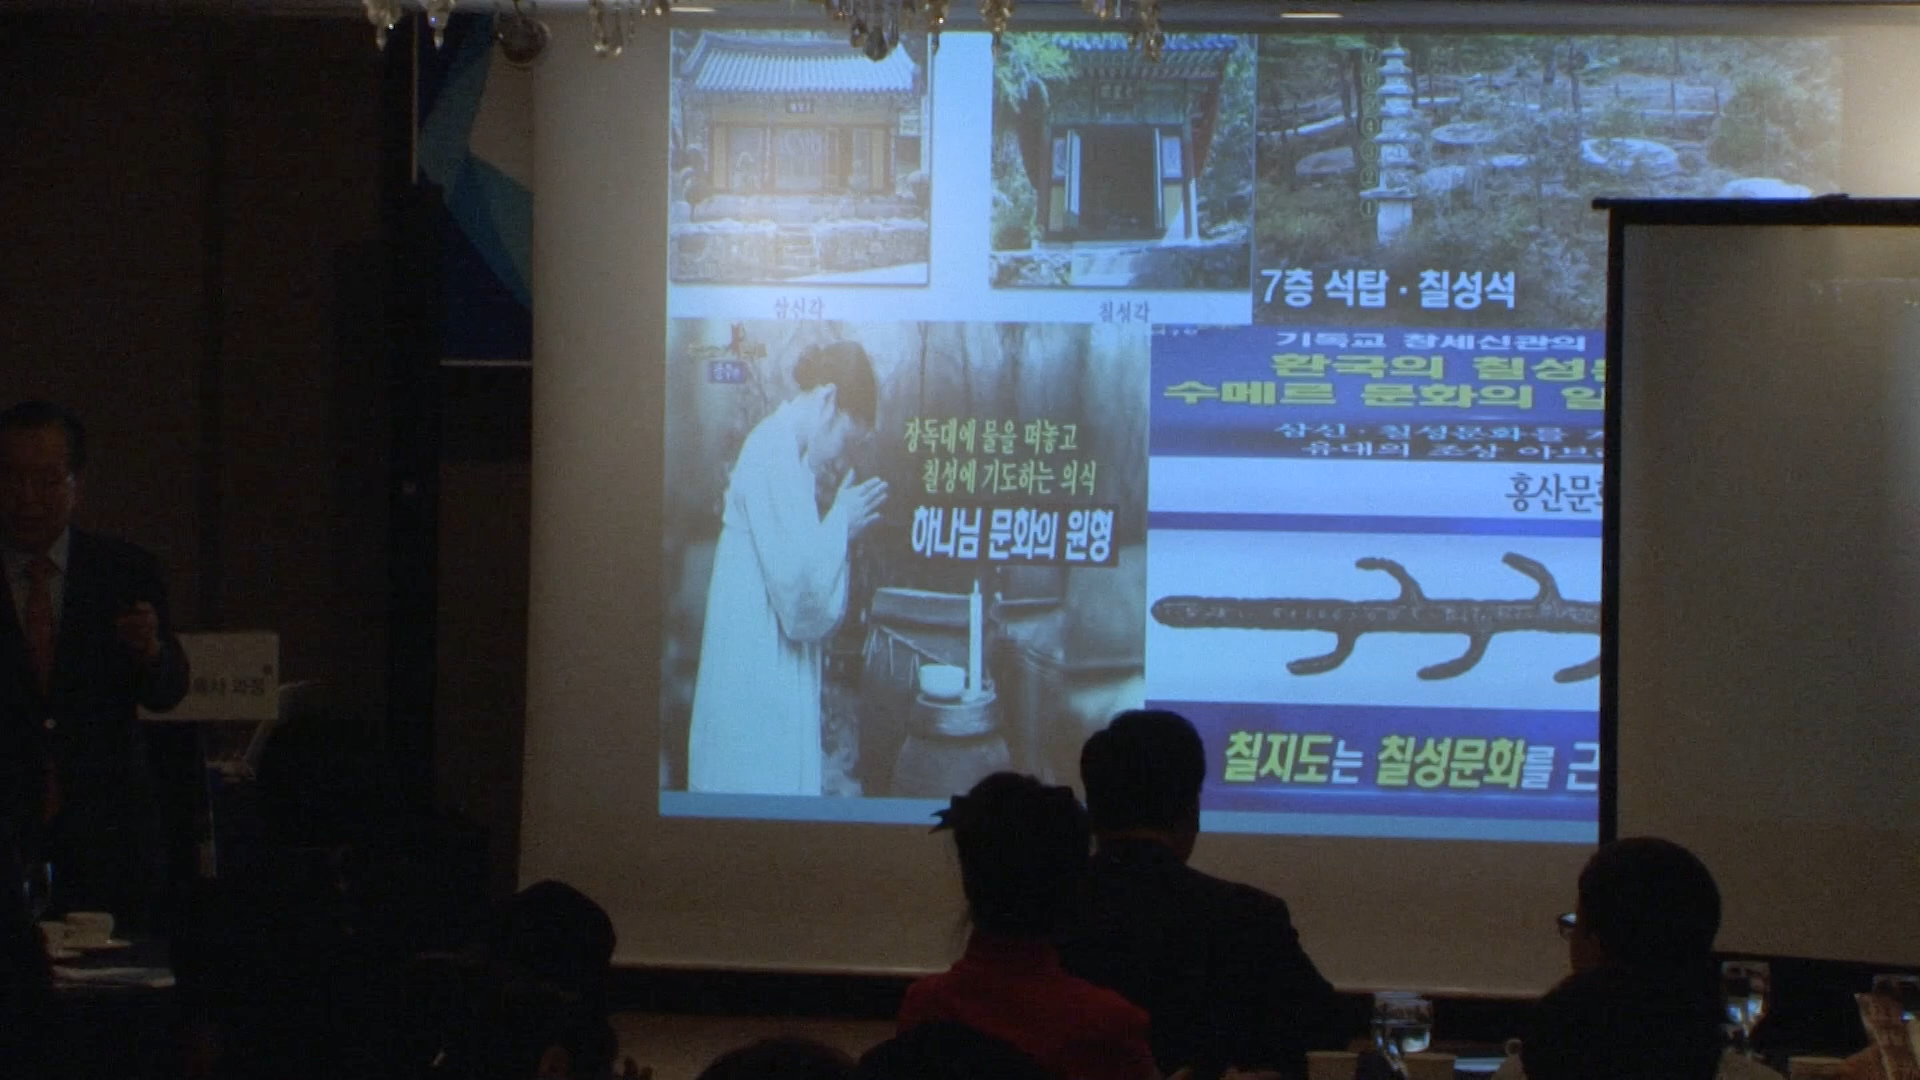 삼신각
칠성각
7층 석탑 · 칠성석
장독대에 물을 떠놓고
칠성에 기도하는 의식
하나님 문화의 원형
기독교 창세신관의
환국의
수메르 문화의
삼신 · 칠성문화를
유대의 조상
홍산문화
칠지도는 칠성문화를 근